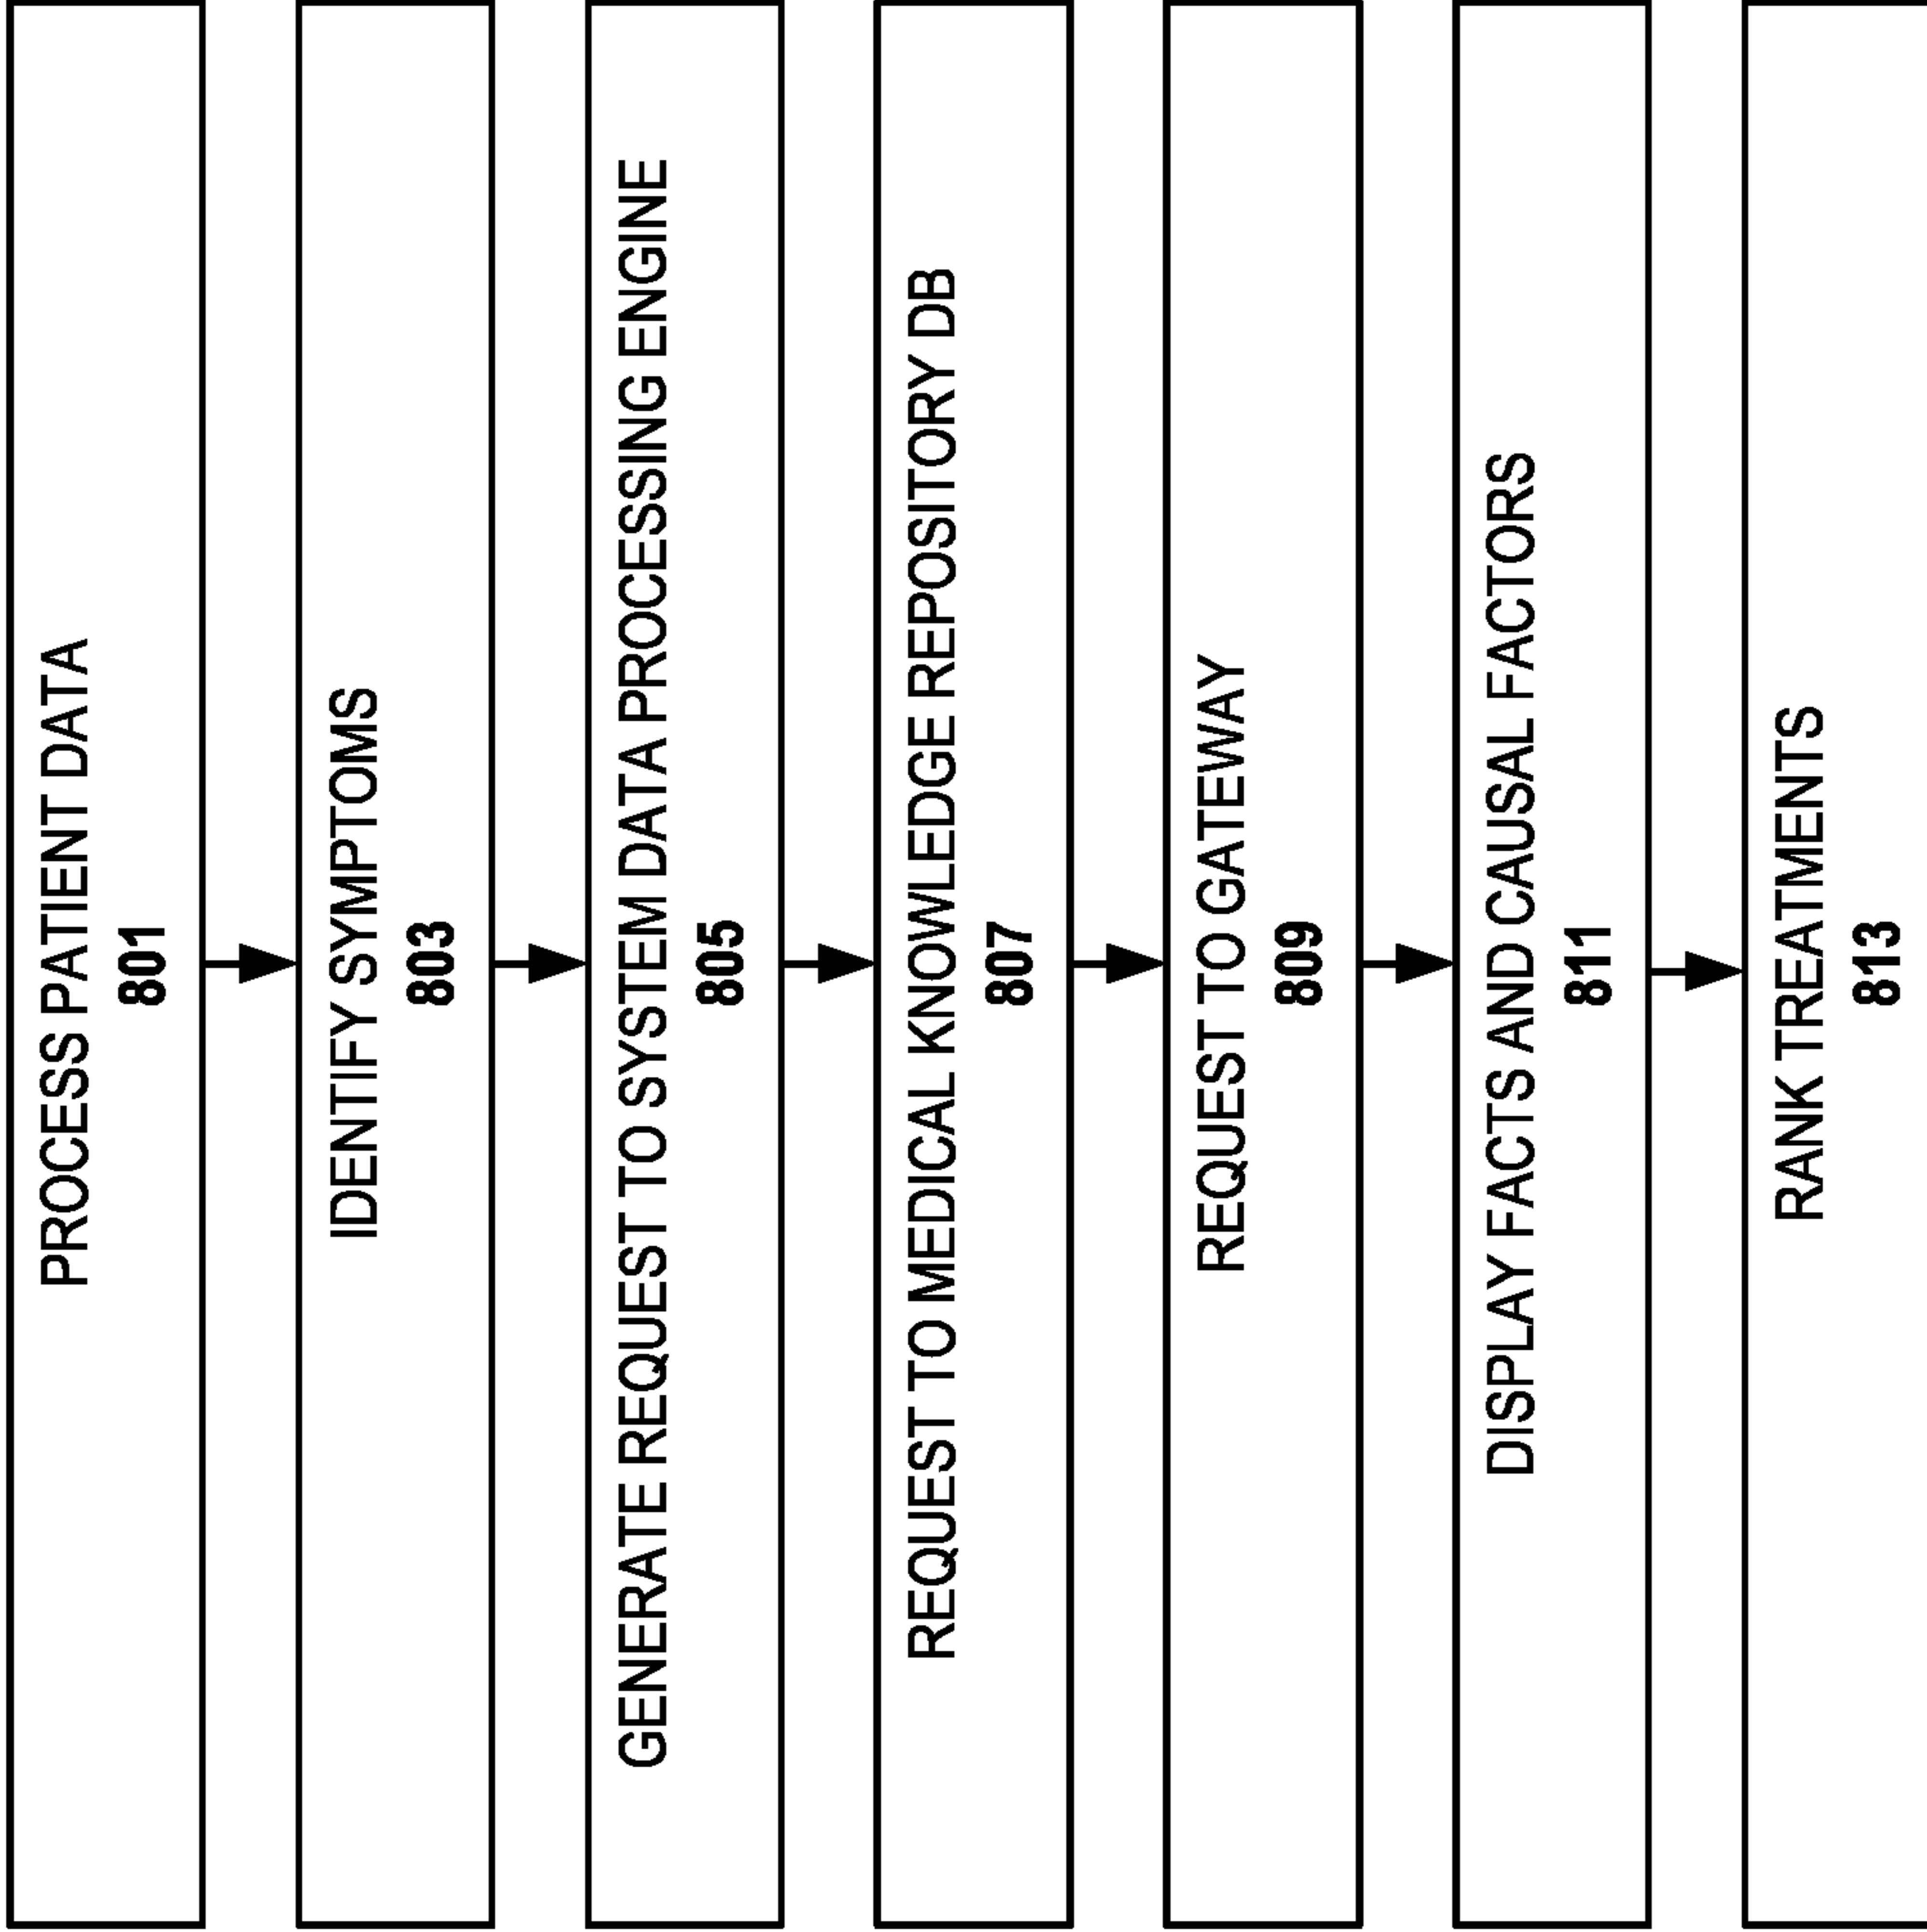 PROCESS PATIENT DATA
801
IDENTIFY SYMPTOMS
803
GENERATE REQUEST TO SYSTEM DATA PROCESSING ENGINE
805
REQUEST TO MEDICAL KNOWLEDGE REPOSITORY DB
807
REQUEST TO GATEWAY
809
DISPLAY FACTS AND CAUSAL FACTORS
811
RANK TREATMENTS
813